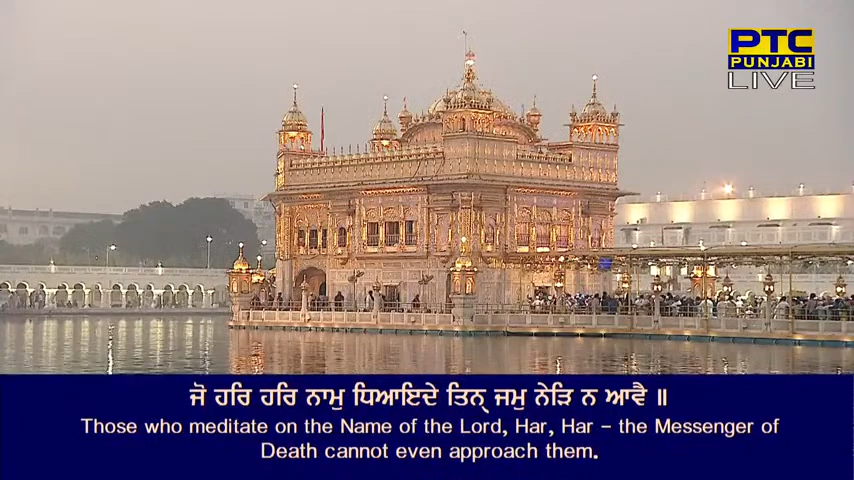 PTC
PUNJABI
LIVE
ਜੋ ਹਰਿ ਹਰਿ ਨਾਮੁ ਧਿਆਇਦੇ ਤਿਨ੍ ਜਮੁ ਨੇੜਿ ਨ ਆਵੈ ॥
Those who meditate on the Name of the Lord, Har, Har - the Messenger of
Death cannot even approach them.